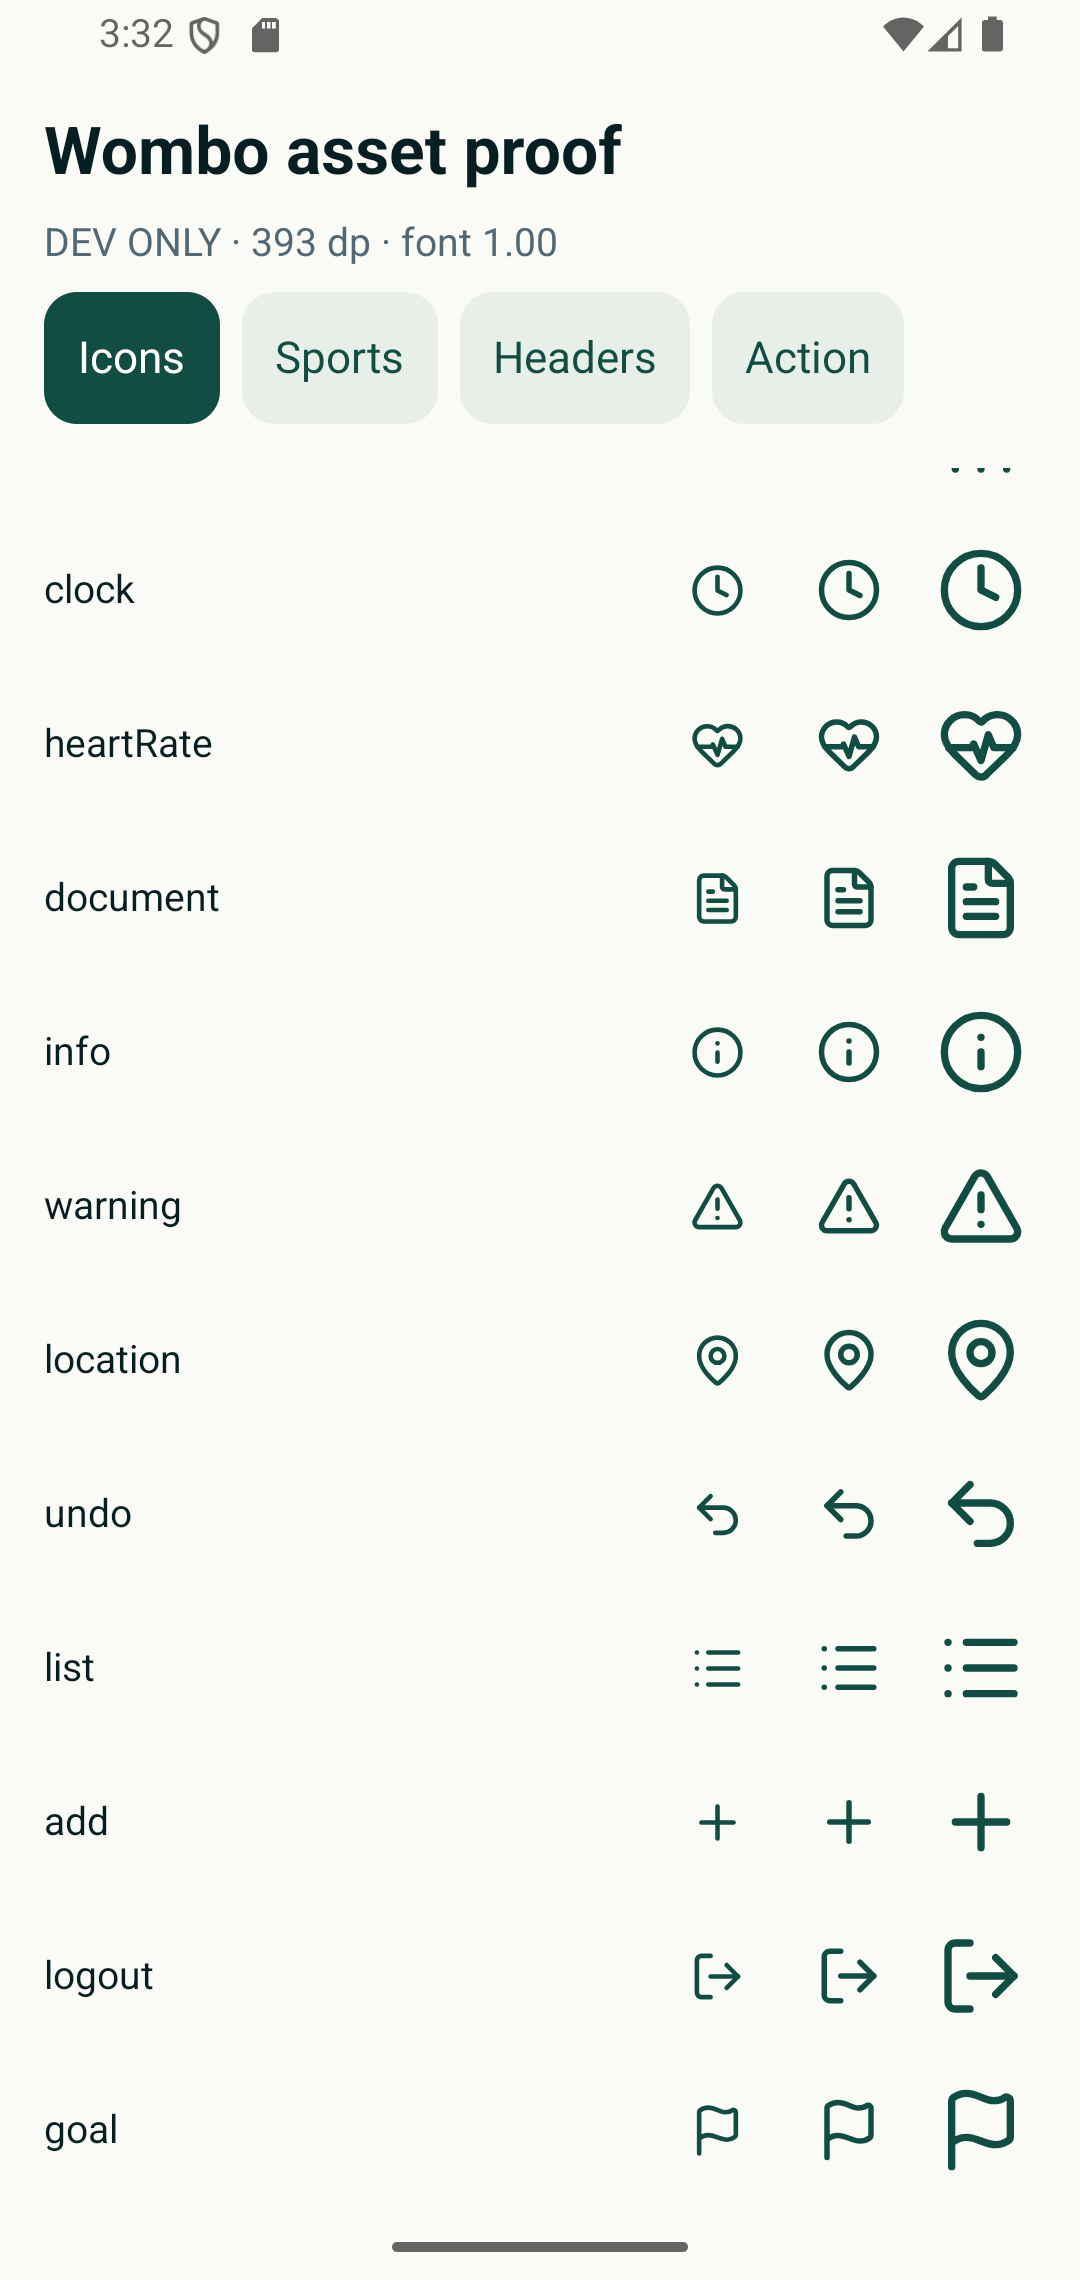 3:32
Wombo asset proof
DEV ONLY · 393 dp · font 1.00
Icons Sports Headers Action
clock
heartRate
document
info
warning
location
undo
list
add
logout
goal